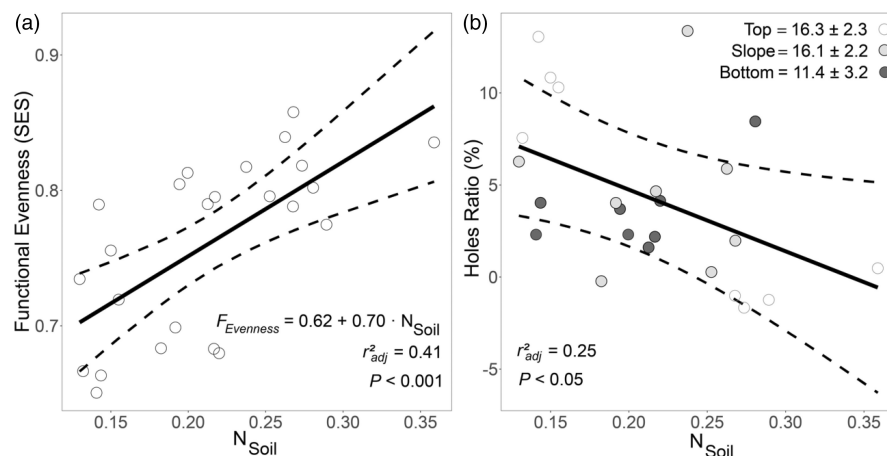 (a)
Functional Evenness (SES)
0.9
0.8
0.7
F_Evenness = 0.62 + 0.70 · N_Soil
r²_adj = 0.41
P < 0.001
0.15 0.20 0.25 0.30 0.35
N_Soil
(b)
Top = 16.3 ± 2.3
Slope = 16.1 ± 2.2
Bottom = 11.4 ± 3.2
Holes Ratio (%)
10
5
0
-5
r²_adj = 0.25
P < 0.05
0.15 0.20 0.25 0.30 0.35
N_Soil